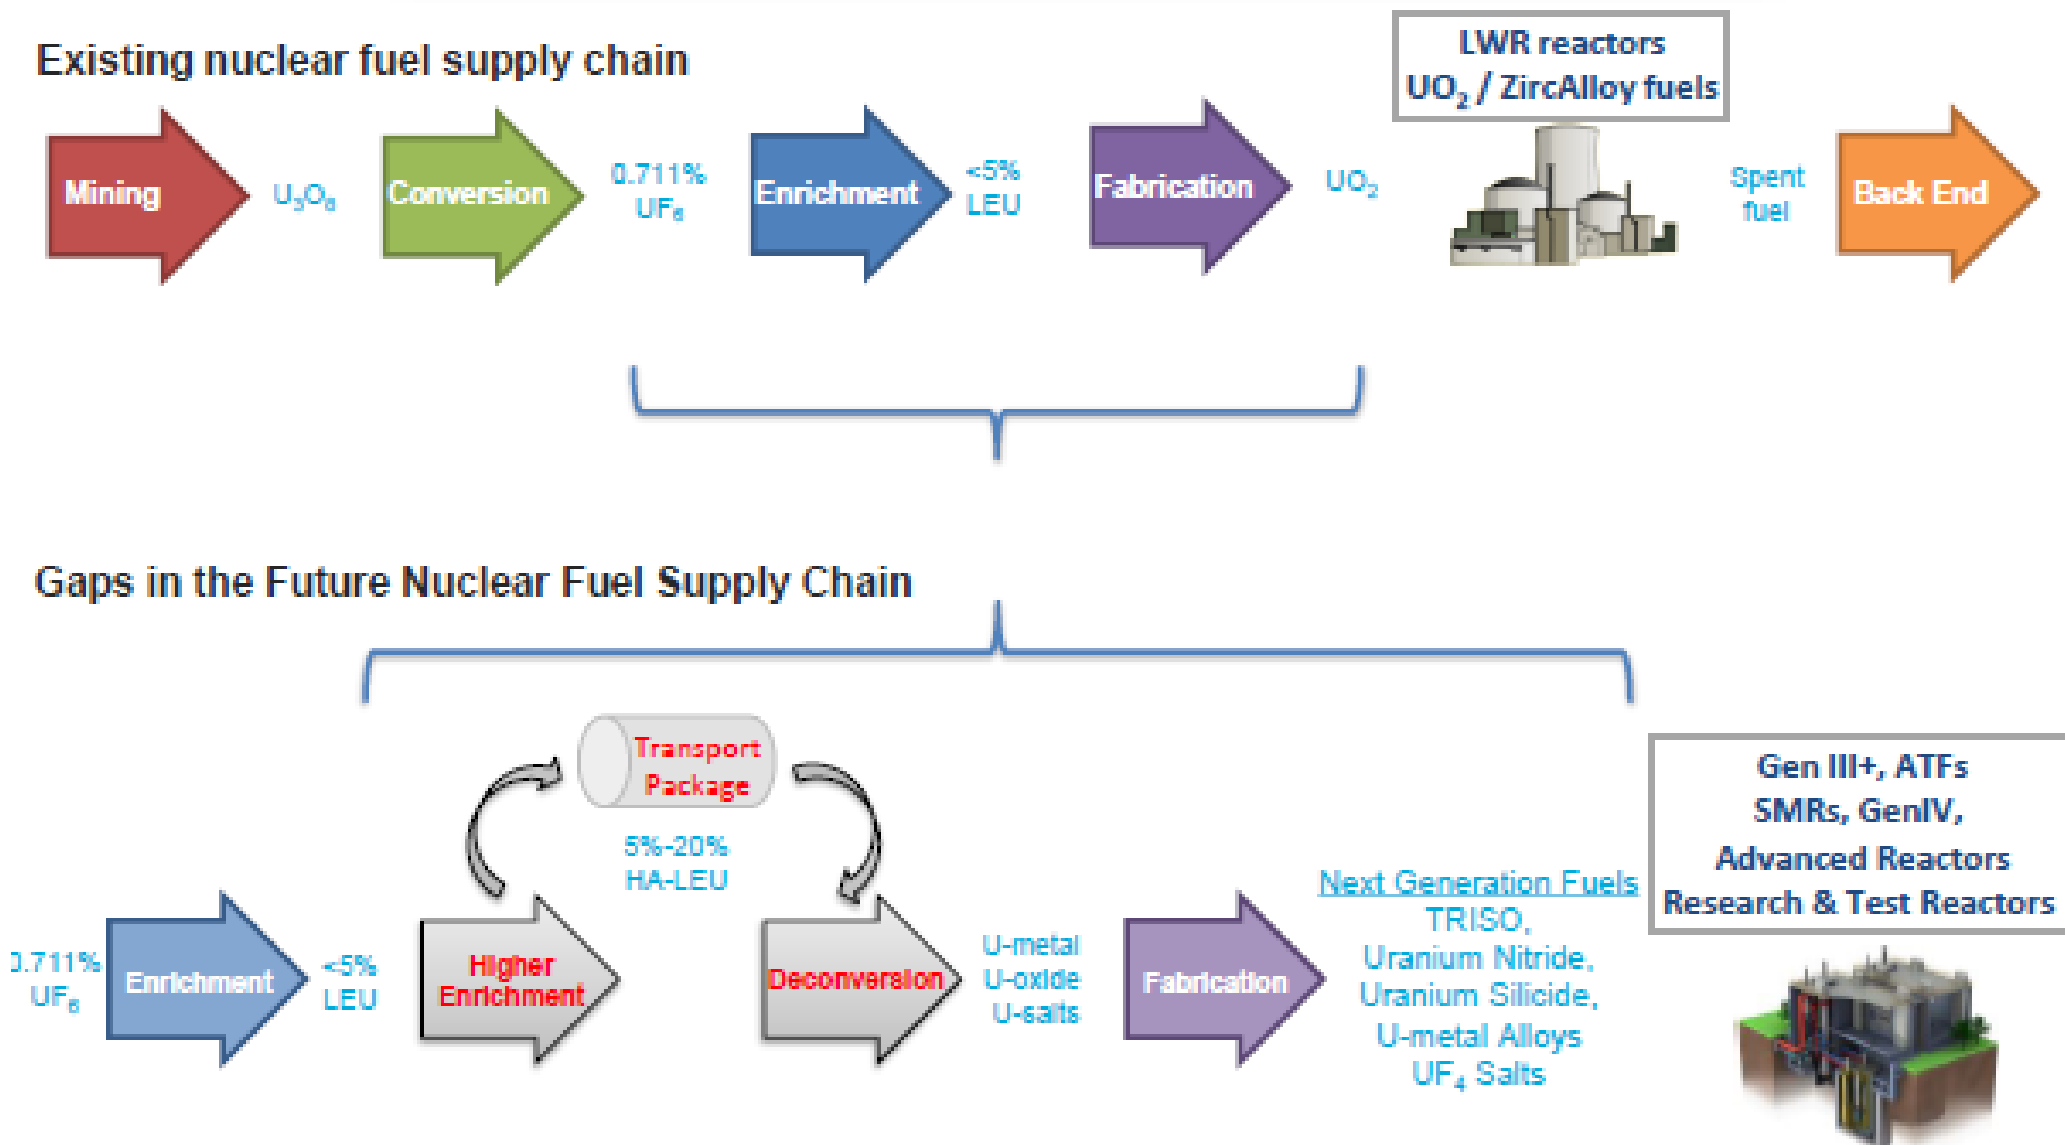 Existing nuclear fuel supply chain
LWR reactors
UO₂ / ZircAlloy fuels
Mining
U₃O₈
Conversion
0.711%
UF₆
Enrichment
<5%
LEU
Fabrication
UO₂
Spent
fuel
Back End
Gaps in the Future Nuclear Fuel Supply Chain
Transport
Package
5%-20%
HA-LEU
Gen III+, ATFs
SMRs, GenIV,
Advanced Reactors
Research & Test Reactors
0.711%
UF₆
Enrichment
<5%
LEU
Higher
Enrichment
Deconversion
U-metal
U-oxide
U-salts
Fabrication
Next Generation Fuels
TRISO,
Uranium Nitride,
Uranium Silicide,
U-metal Alloys
UF₄ Salts